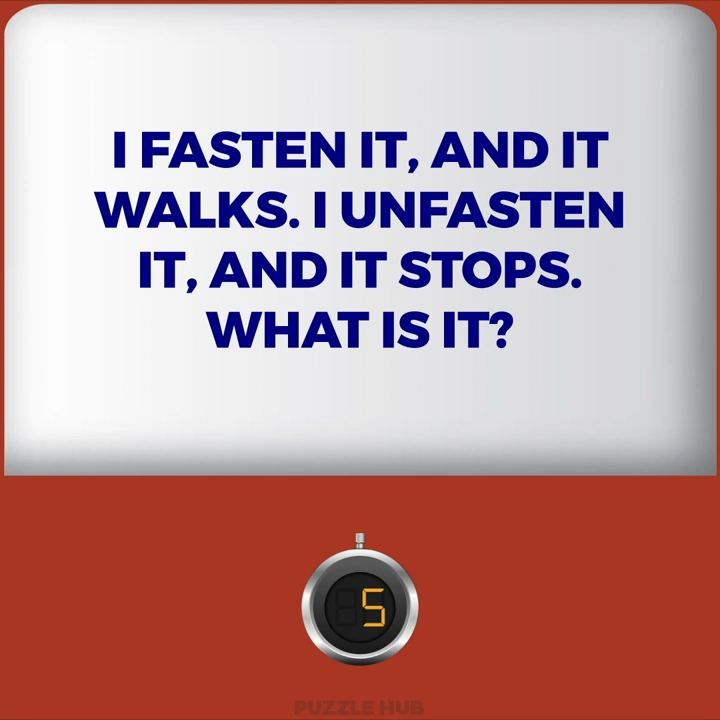 I FASTEN IT, AND IT
WALKS. I UNFASTEN
IT, AND IT STOPS.
WHAT IS IT?
5
PUZZLE HUB